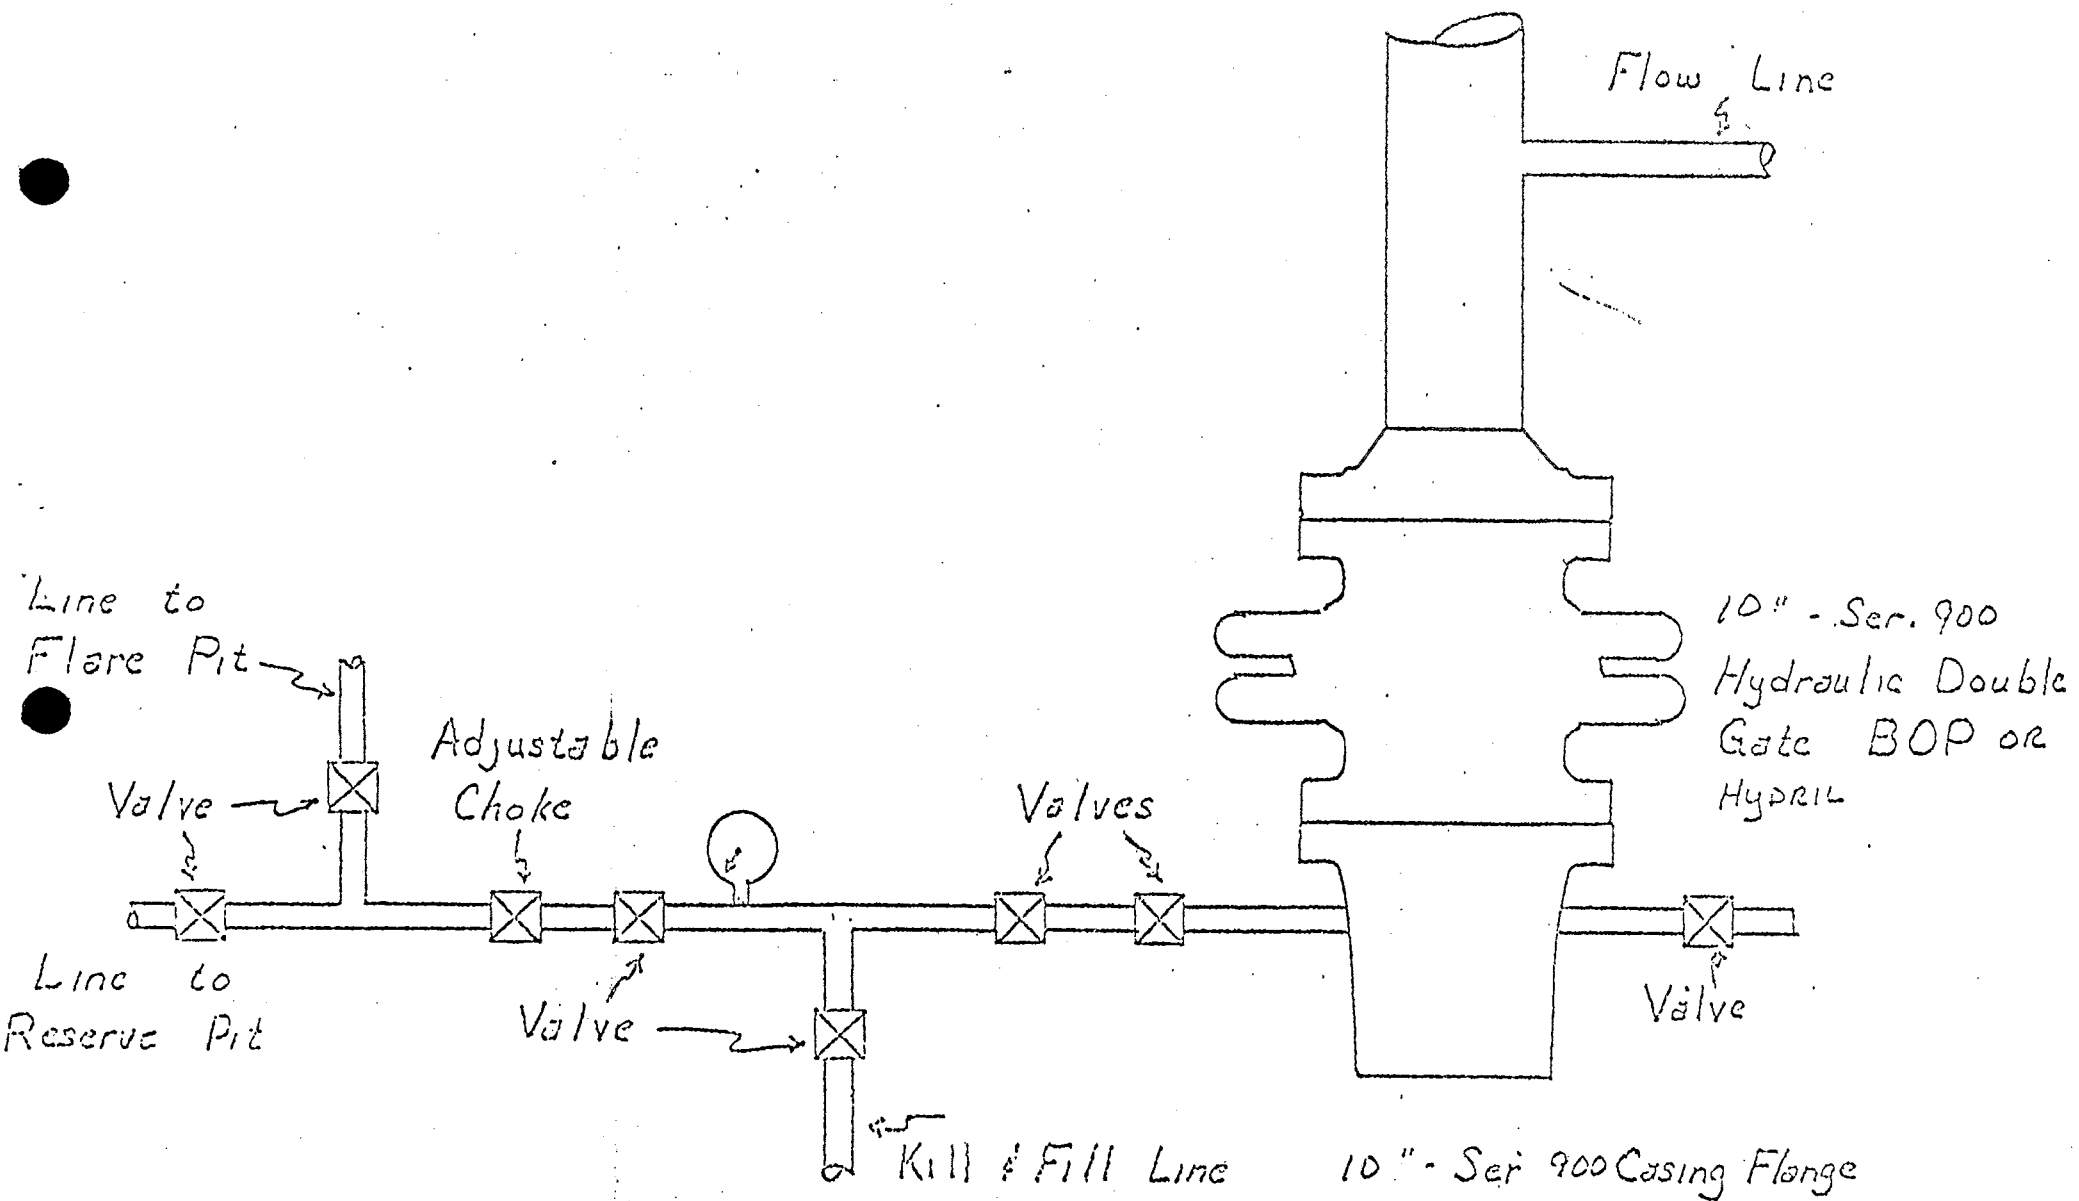 Flow Line
Line to
Flare Pit
10" - Ser. 900
Hydraulic Double
Gate BOP OR
HYDRIL
Adjustable
Choke
Valve
Valves
Line to
Reserve Pit
Valve
Valve
Kill & Fill Line
10" - Ser 900 Casing Flange